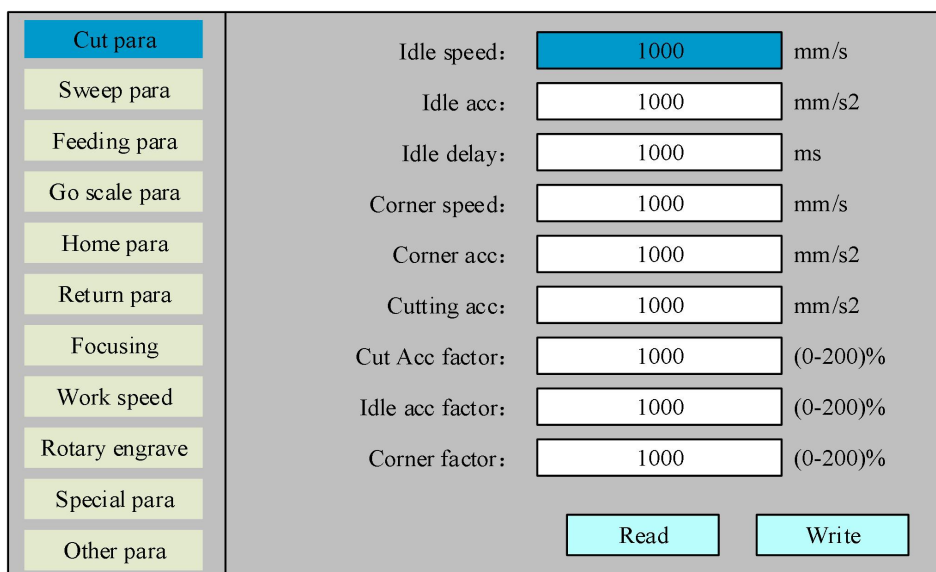 Cut para
Sweep para
Feeding para
Go scale para
Home para
Return para
Focusing
Work speed
Rotary engrave
Special para
Other para
Idle speed: 1000 mm/s
Idle acc: 1000 mm/s2
Idle delay: 1000 ms
Corner speed: 1000 mm/s
Corner acc: 1000 mm/s2
Cutting acc: 1000 mm/s2
Cut Acc factor: 1000 (0-200)%
Idle acc factor: 1000 (0-200)%
Corner factor: 1000 (0-200)%
Read Write